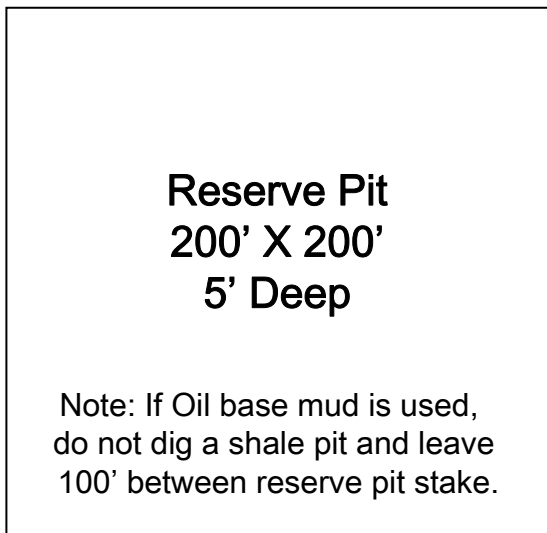 Reserve Pit
200’ X 200’
5’ Deep
Note: If Oil base mud is used,
do not dig a shale pit and leave
100’ between reserve pit stake.